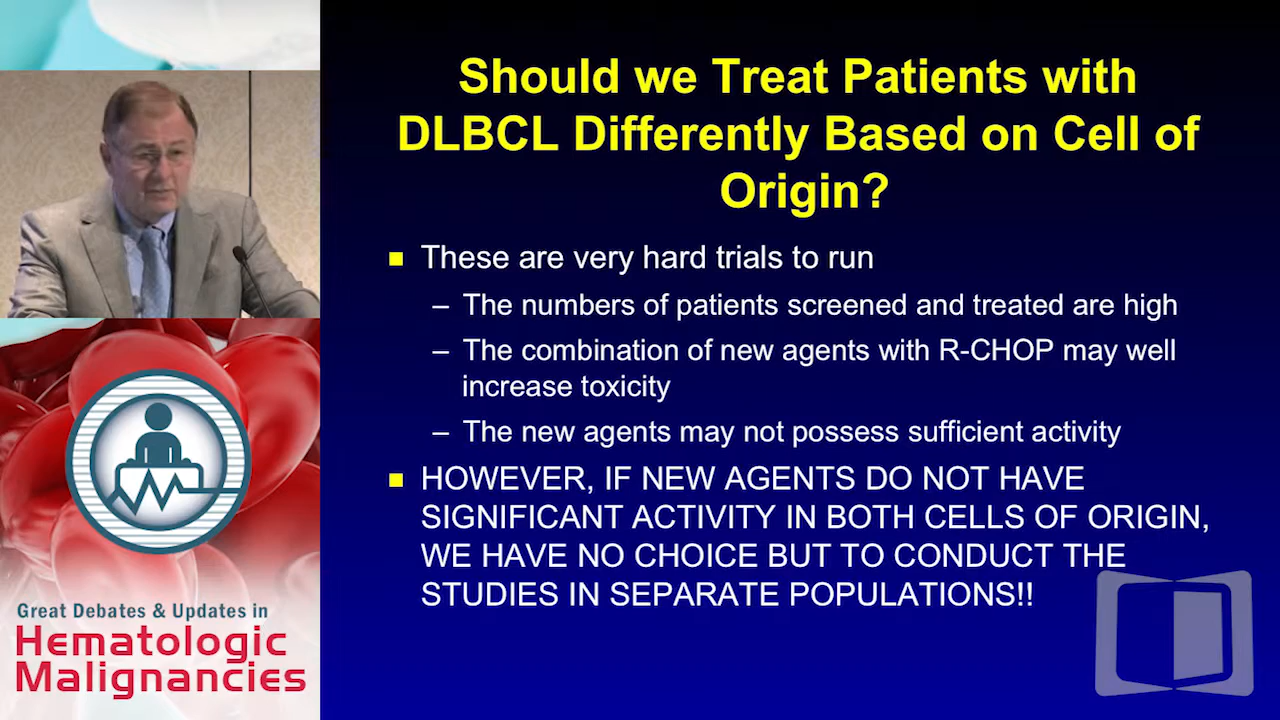 Should we Treat Patients with
DLBCL Differently Based on Cell of
Origin?
These are very hard trials to run
– The numbers of patients screened and treated are high
– The combination of new agents with R-CHOP may well
increase toxicity
– The new agents may not possess sufficient activity
HOWEVER, IF NEW AGENTS DO NOT HAVE
SIGNIFICANT ACTIVITY IN BOTH CELLS OF ORIGIN,
WE HAVE NO CHOICE BUT TO CONDUCT THE
STUDIES IN SEPARATE POPULATIONS!!
Great Debates & Updates in
Hematologic
Malignancies